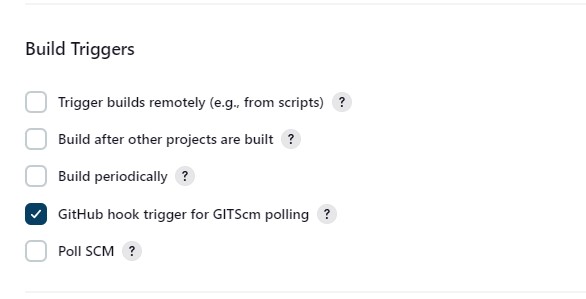 Build Triggers
Trigger builds remotely (e.g., from scripts) ?
Build after other projects are built ?
Build periodically ?
GitHub hook trigger for GITScm polling ?
Poll SCM ?